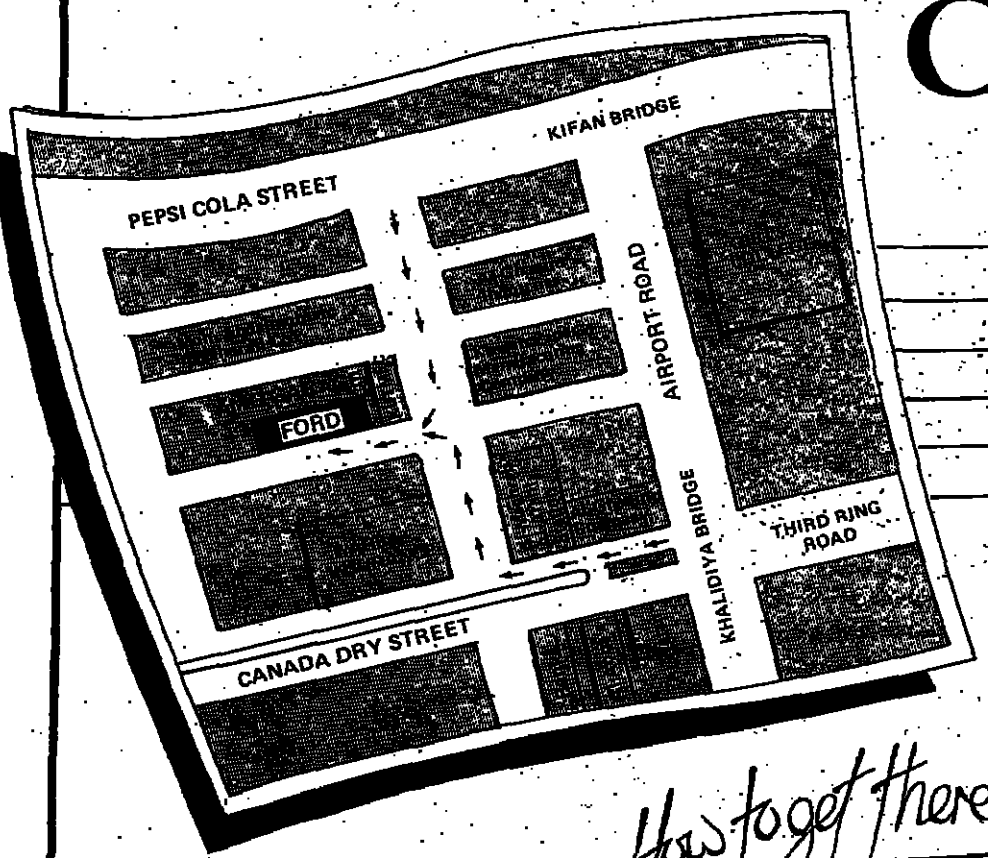 C
KIFAN BRIDGE
PEPSI COLA STREET
AIRPORT ROAD
FORD
KHALIDIYA BRIDGE
THIRD RING
ROAD
CANADA DRY STREET
How to get there